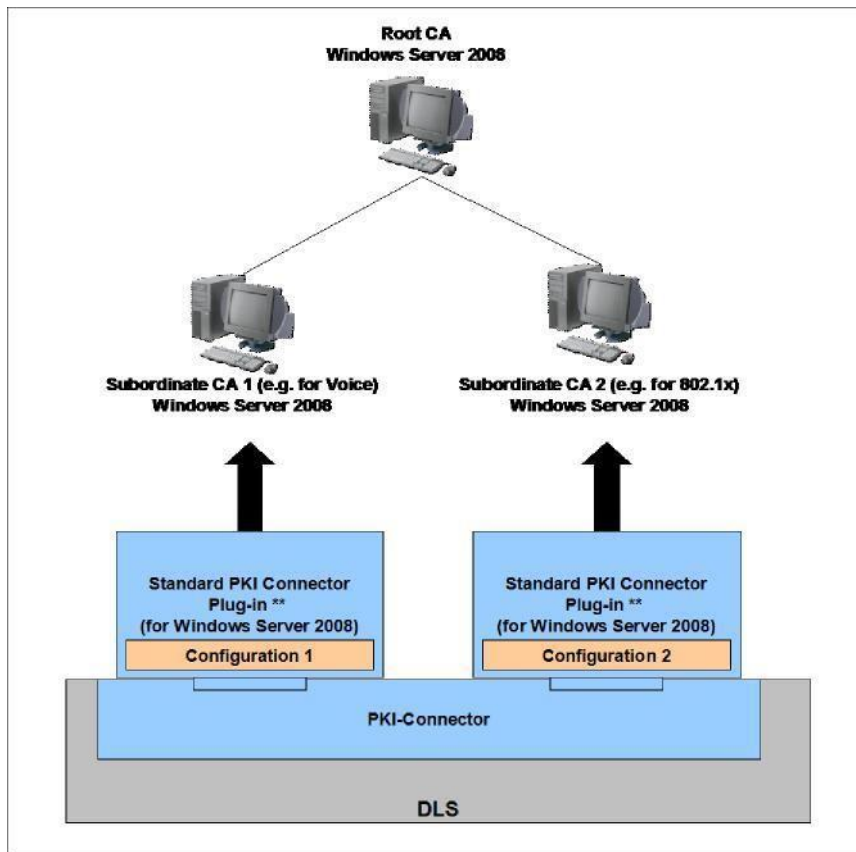 Root CA
Windows Server 2008
Subordinate CA 1 (e.g. for Voice)
Windows Server 2008
Subordinate CA 2 (e.g. for 802.1x)
Windows Server 2008
Standard PKI Connector
Plug-in **
(for Windows Server 2008)
Configuration 1
Standard PKI Connector
Plug-in **
(for Windows Server 2008)
Configuration 2
PKI-Connector
DLS